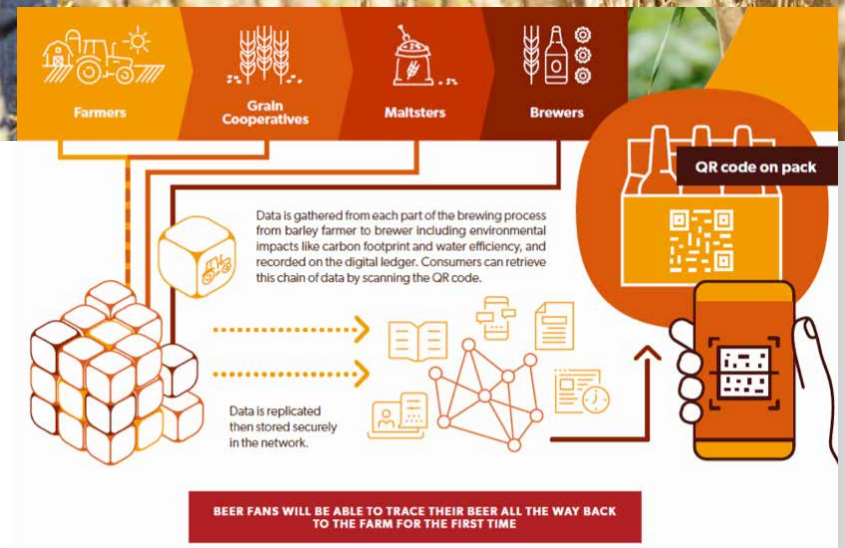 Farmers
Grain
Cooperatives
Maltsters
Brewers
QR code on pack
Data is gathered from each part of the brewing process
from barley farmer to brewer including environmental
impacts like carbon footprint and water efficiency, and
recorded on the digital ledger. Consumers can retrieve
this chain of data by scanning the QR code.
Data is replicated
then stored securely
in the network.
BEER FANS WILL BE ABLE TO TRACE THEIR BEER ALL THE WAY BACK
TO THE FARM FOR THE FIRST TIME